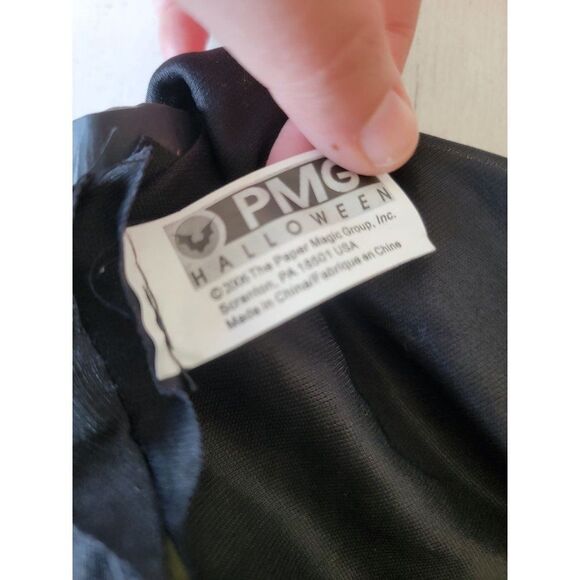 PMG
HALLOWEEN
© 2006 The Paper Magic Group, Inc.
Scranton, PA 18501 USA
Made in China/Fabriqué en Chine